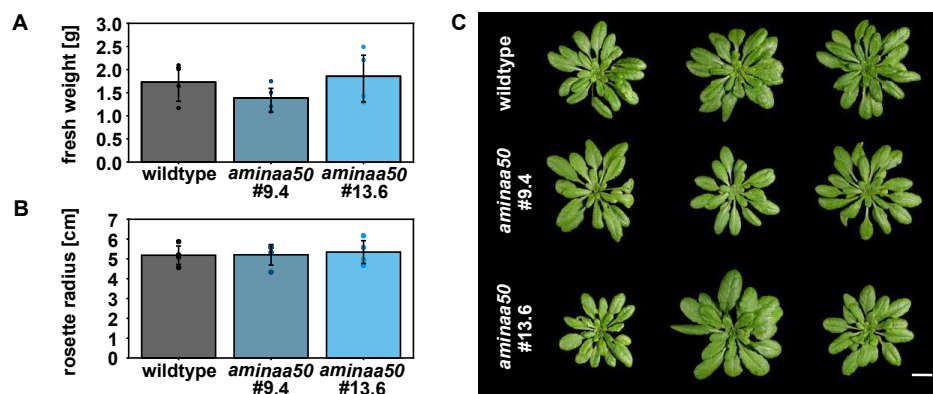 A
fresh weight [g]
3.0
2.5
2.0
1.5
1.0
0.5
0.0
wildtype
aminaa50
#9.4
aminaa50
#13.6
B
rosette radius [cm]
7
6
5
4
3
2
1
0
wildtype
aminaa50
#9.4
aminaa50
#13.6
C
wildtype
aminaa50
#9.4
aminaa50
#13.6